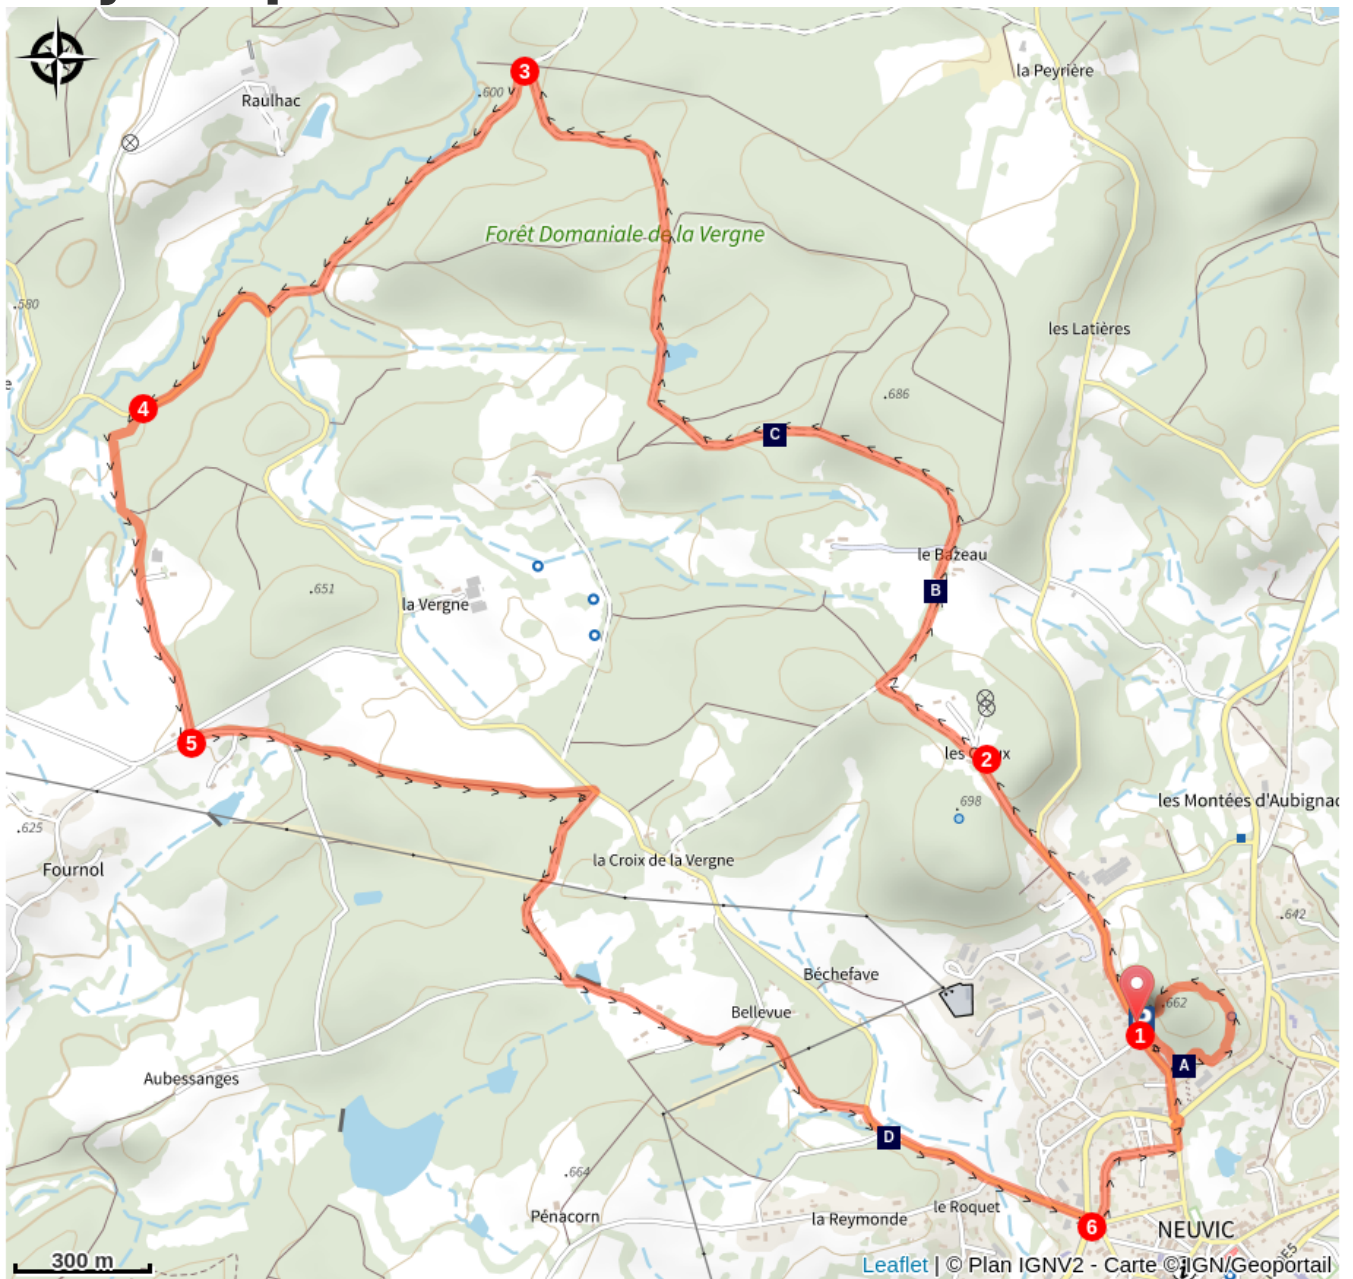 3
la Peyrière
.600
Raulhac
Forêt Domaniale de la Vergne
.580
les Latières
.686
4
C
le Bazeau
B
.651
la Vergne
5
les
2
.698
les Montées d'Aubignac
.625
la Croix de la Vergne
Fournol
.642
Béchefave
.662
Bellevue
1
A
Aubessanges
D
.664
le Roquet
Pénacorn
la Reymonde
6
NEUVIC
300 m
Leaflet | © Plan IGNV2 - Carte © IGN/Geoportail